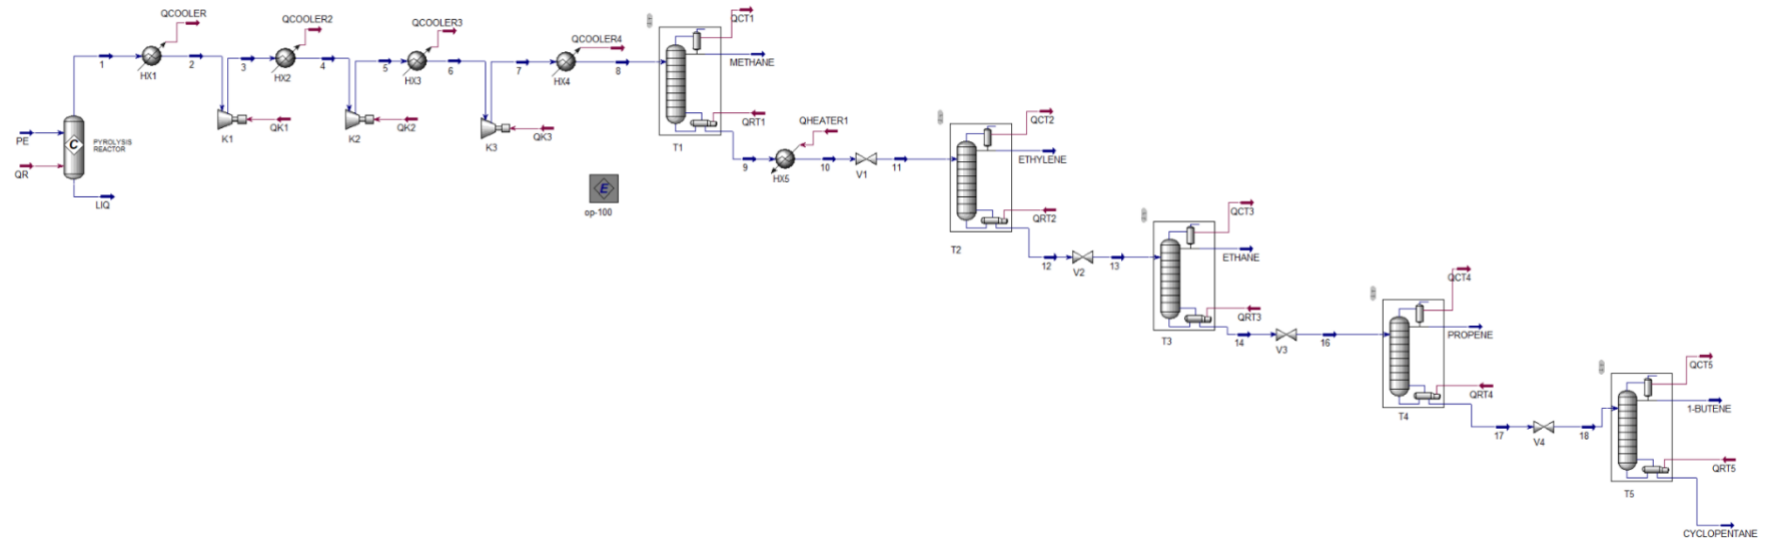 QCOOLER
QCOOLER2
QCOOLER3
QCOOLER4
QCT1
METHANE
1
2
3
4
5
6
7
8
HX1
HX2
HX3
HX4
PE
QR
C
PYROLYSIS
REACTOR
LIQ
K1
QK1
K2
QK2
K3
QK3
QRT1
T1
QHEATER1
9
HX5
10
V1
11
E
op-100
QCT2
ETHYLENE
QRT2
T2
12
V2
13
QCT3
ETHANE
QRT3
T3
14
V3
16
QCT4
PROPENE
QRT4
T4
17
V4
18
QCT5
1-BUTENE
QRT5
T5
CYCLOPENTANE